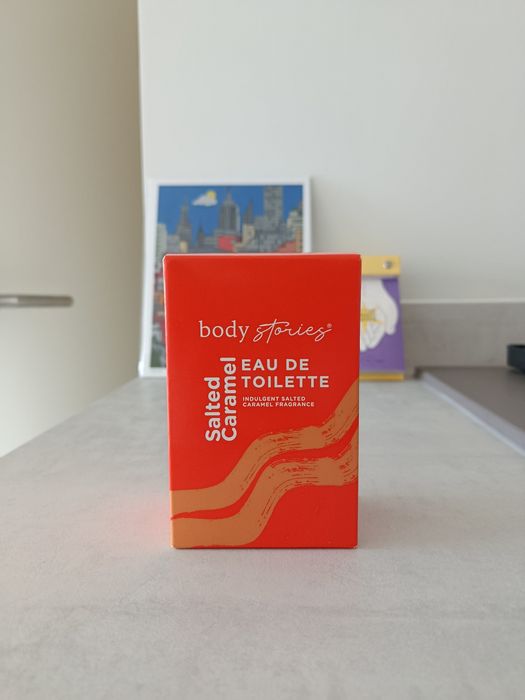 body stories®
Salted
Caramel
EAU DE
TOILETTE
INDULGENT SALTED
CARAMEL FRAGRANCE